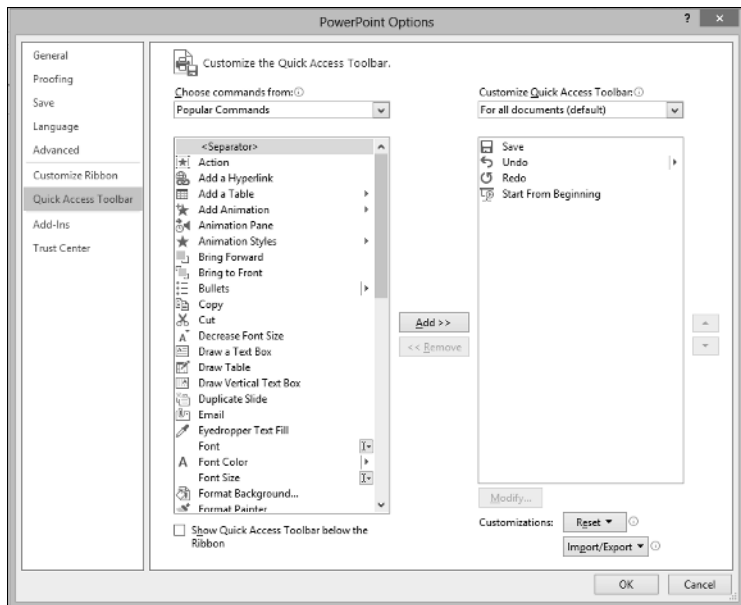 PowerPoint Options
? ×
General
Proofing
Save
Language
Advanced
Customize Ribbon
Quick Access Toolbar
Add-Ins
Trust Center
Customize the Quick Access Toolbar.
Choose commands from:
Popular Commands
<Separator>
Action
Add a Hyperlink
Add a Table
Add Animation
Animation Pane
Animation Styles
Bring Forward
Bring to Front
Bullets
Copy
Cut
Decrease Font Size
Draw a Text Box
Draw Table
Draw Vertical Text Box
Duplicate Slide
Email
Eyedropper Text Fill
Font
Font Color
Font Size
Format Background...
Format Painter
Show Quick Access Toolbar below the
Ribbon
Add >>
<< Remove
Customize Quick Access Toolbar:
For all documents (default)
Save
Undo
Redo
Start From Beginning
Modify...
Customizations:
Reset
Import/Export
OK
Cancel